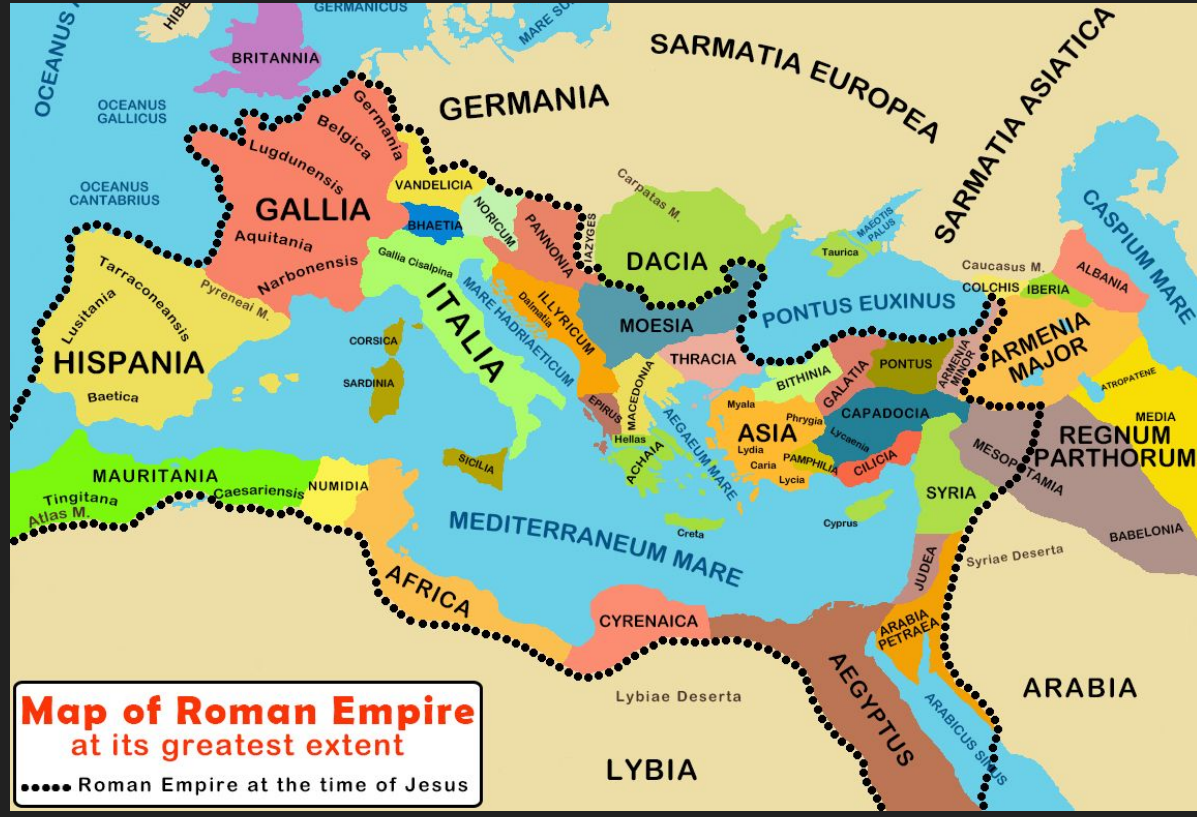 OCEANUS
HIBE
GERMANICUS
MARE SU
BRITANNIA
SARMATIA EUROPEA
SARMATIA ASIATICA
GERMANIA
OCEANUS
GALLICUS
Germania
Belgica
Lugdunensis
OCEANUS
CANTABRIUS
GALLIA
Aquitania
Narbonensis
VANDELICIA
BHAETIA
NORICUM
PANNONIA
IAZYGES
Carpatas M.
DACIA
Taurica
MAEOTIS
PALUS
CASPIUM MARE
Caucasus M.
COLCHIS
IBERIA
ALBANIA
Tarraconeansis
Lusitania
Pyreneal M.
HISPANIA
Baetica
Gallia Cisalpina
ITALIA
MARE HADRIAETICUM
ILLYRICUM
Dalmatia
MOESIA
PONTUS EUXINUS
THRACIA
CORSICA
SARDINIA
EPIRUS
MACEDONIA
Hellas
ACHAIA
AEGAEUM MARE
BITHINIA
GALATIA
PONTUS
ARMENIA
MINOR
ARMENIA
MAJOR
ATROPATENE
MEDIA
REGNUM
PARTHORUM
Myala
Phrygia
ASIA
Lydia
Caria
Lycia
CAPADOCIA
Lycaenia
PAMPHILIA
CILICIA
MESOPOTAMIA
BABELONIA
SYRIA
Cyprus
Creta
SICILIA
MAURITANIA
Tingitana
Caesariensis
Atlas M.
NUMIDIA
MEDITERRANEUM MARE
AFRICA
CYRENAICA
JUDEA
Syriae Deserta
ARABIA
PETRAEA
AEGYPTUS
ARABICUS SINUS
ARABIA
Lybiae Deserta
LYBIA
Map of Roman Empire
at its greatest extent
Roman Empire at the time of Jesus